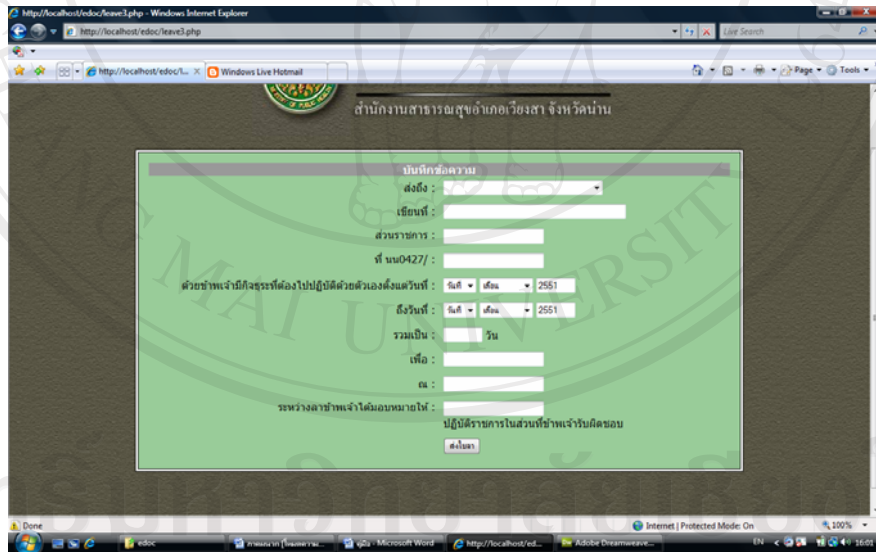 http://localhost/edoc/leave3.php - Windows Internet Explorer
http://localhost/edoc/leave3.php
Live Search
http://localhost/edoc/l...
Windows Live Hotmail
Page
Tools
สำนักงานสาธารณสุขอำเภอเวียงสา จังหวัดน่าน
บันทึกข้อความ
ส่งถึง :
เขียนที่ :
ส่วนราชการ :
ที่ นน0427/ :
ด้วยข้าพเจ้ามีกิจธุระที่ต้องไปปฏิบัติด้วยตัวเองตั้งแต่วันที่ : วันที่ เดือน 2551
ถึงวันที่ : วันที่ เดือน 2551
รวมเป็น : วัน
เพื่อ :
ณ :
ระหว่างลาข้าพเจ้าได้มอบหมายให้ :
ปฏิบัติราชการในส่วนที่ข้าพเจ้ารับผิดชอบ
ส่งใบลา
Done
Internet | Protected Mode: On
100%
edoc
คู่มือ - Microsoft Word
http://localhost/ed...
Adobe Dreamweave...
EN
16:01
MAI UNIVERSIT